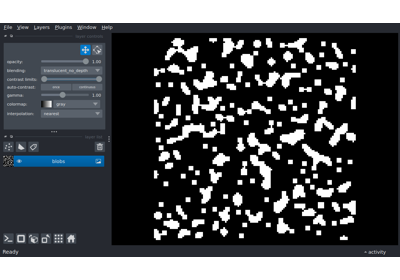 File View Layers Plugins Window Help
opacity: 1.00
blending: translucent_no_depth
contrast limits:
auto-contrast: once continuous
gamma: 1.00
colormap: gray
interpolation: nearest
blobs
Ready
activity